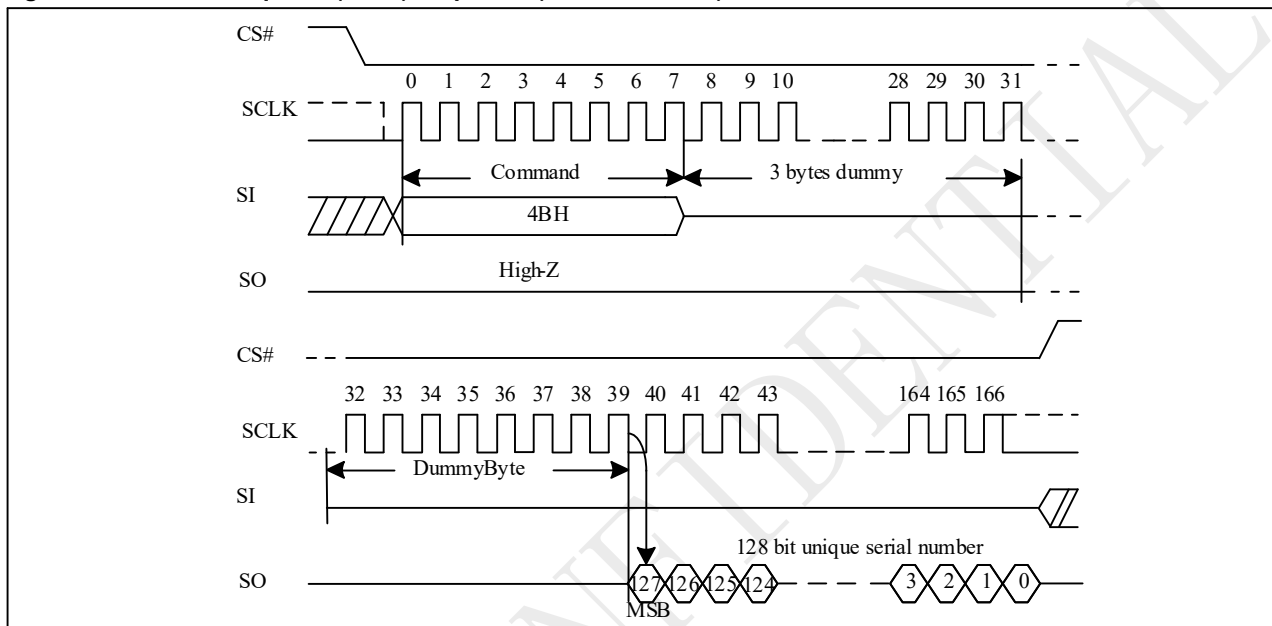 CS#
0 1 2 3 4 5 6 7 8 9 10 28 29 30 31
SCLK
Command 3 bytes dummy
SI
4BH
High-Z
SO
CS#
32 33 34 35 36 37 38 39 40 41 42 43 164 165 166
SCLK
DummyByte
SI
128 bit unique serial number
SO
127 126 125 124 3 2 1 0
MSB
NFIDENTIAL